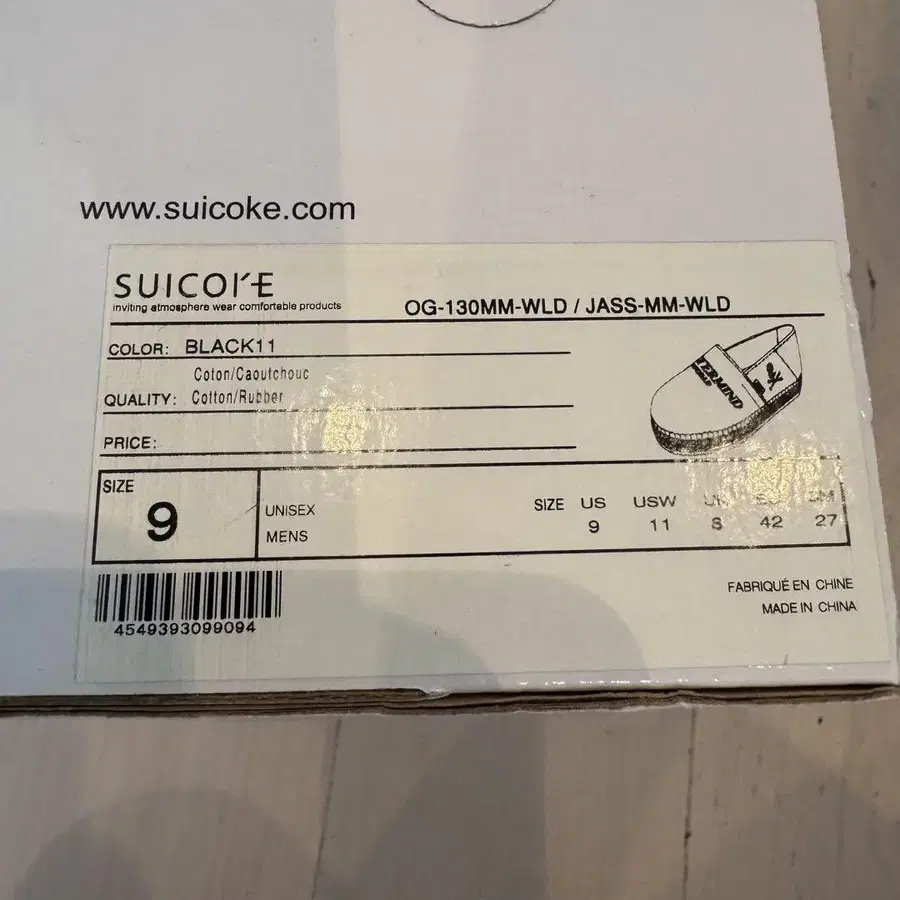 www.suicoke.com
SUICOKE
inviting atmosphere wear comfortable products
OG-130MM-WLD / JASS-MM-WLD
COLOR: BLACK11
Coton/Caoutchouc
QUALITY: Cotton/Rubber
PRICE:
TERMIND
SIZE
9
UNISEX
MENS
SIZE US USW
9 11 8 42 27
4549393099094
FABRIQUÉ EN CHINE
MADE IN CHINA